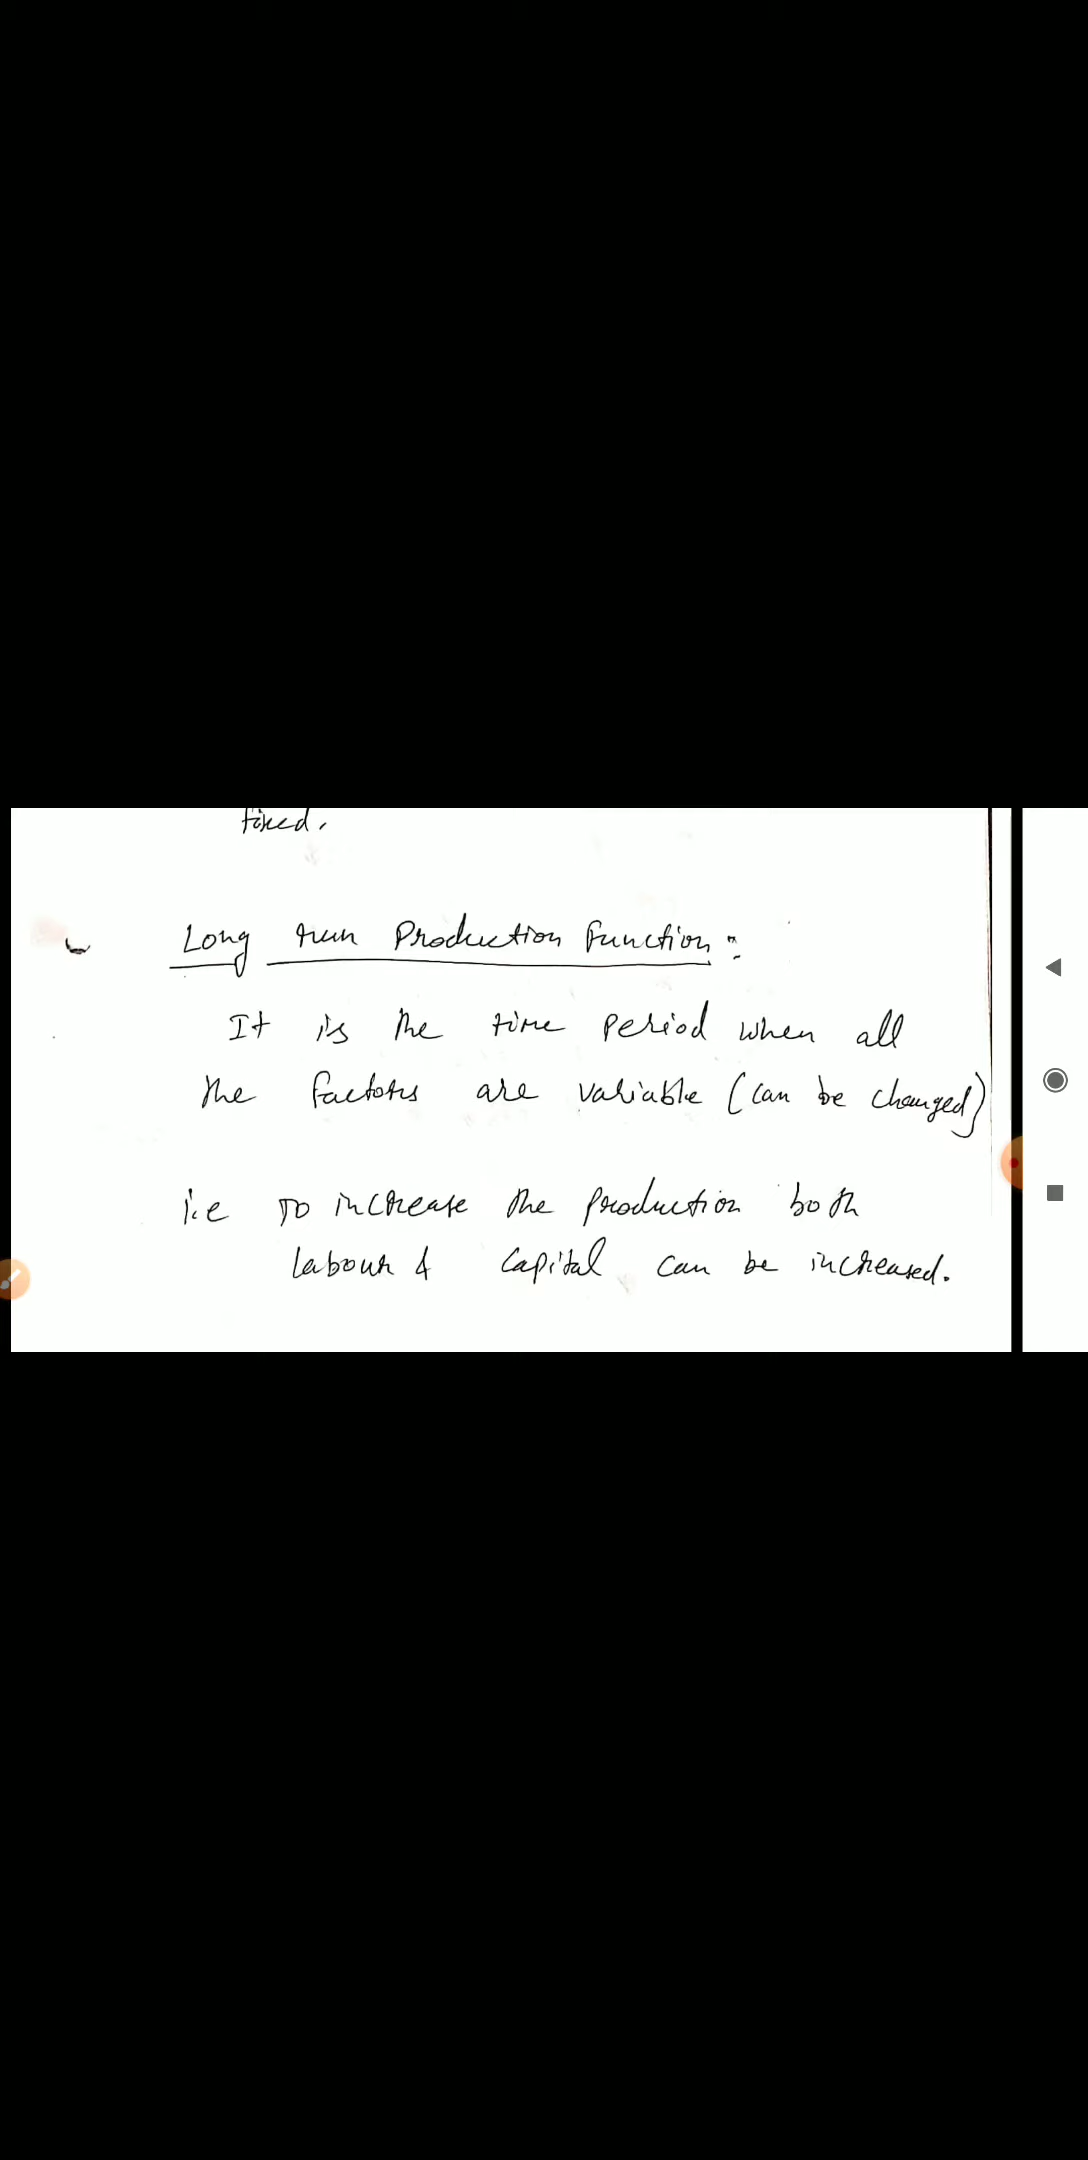 fixed.
Long run Production Function :-
It is the time period when all
the factors are variable (can be changed)
i.e To increase the production both
labour & capital can be increased.